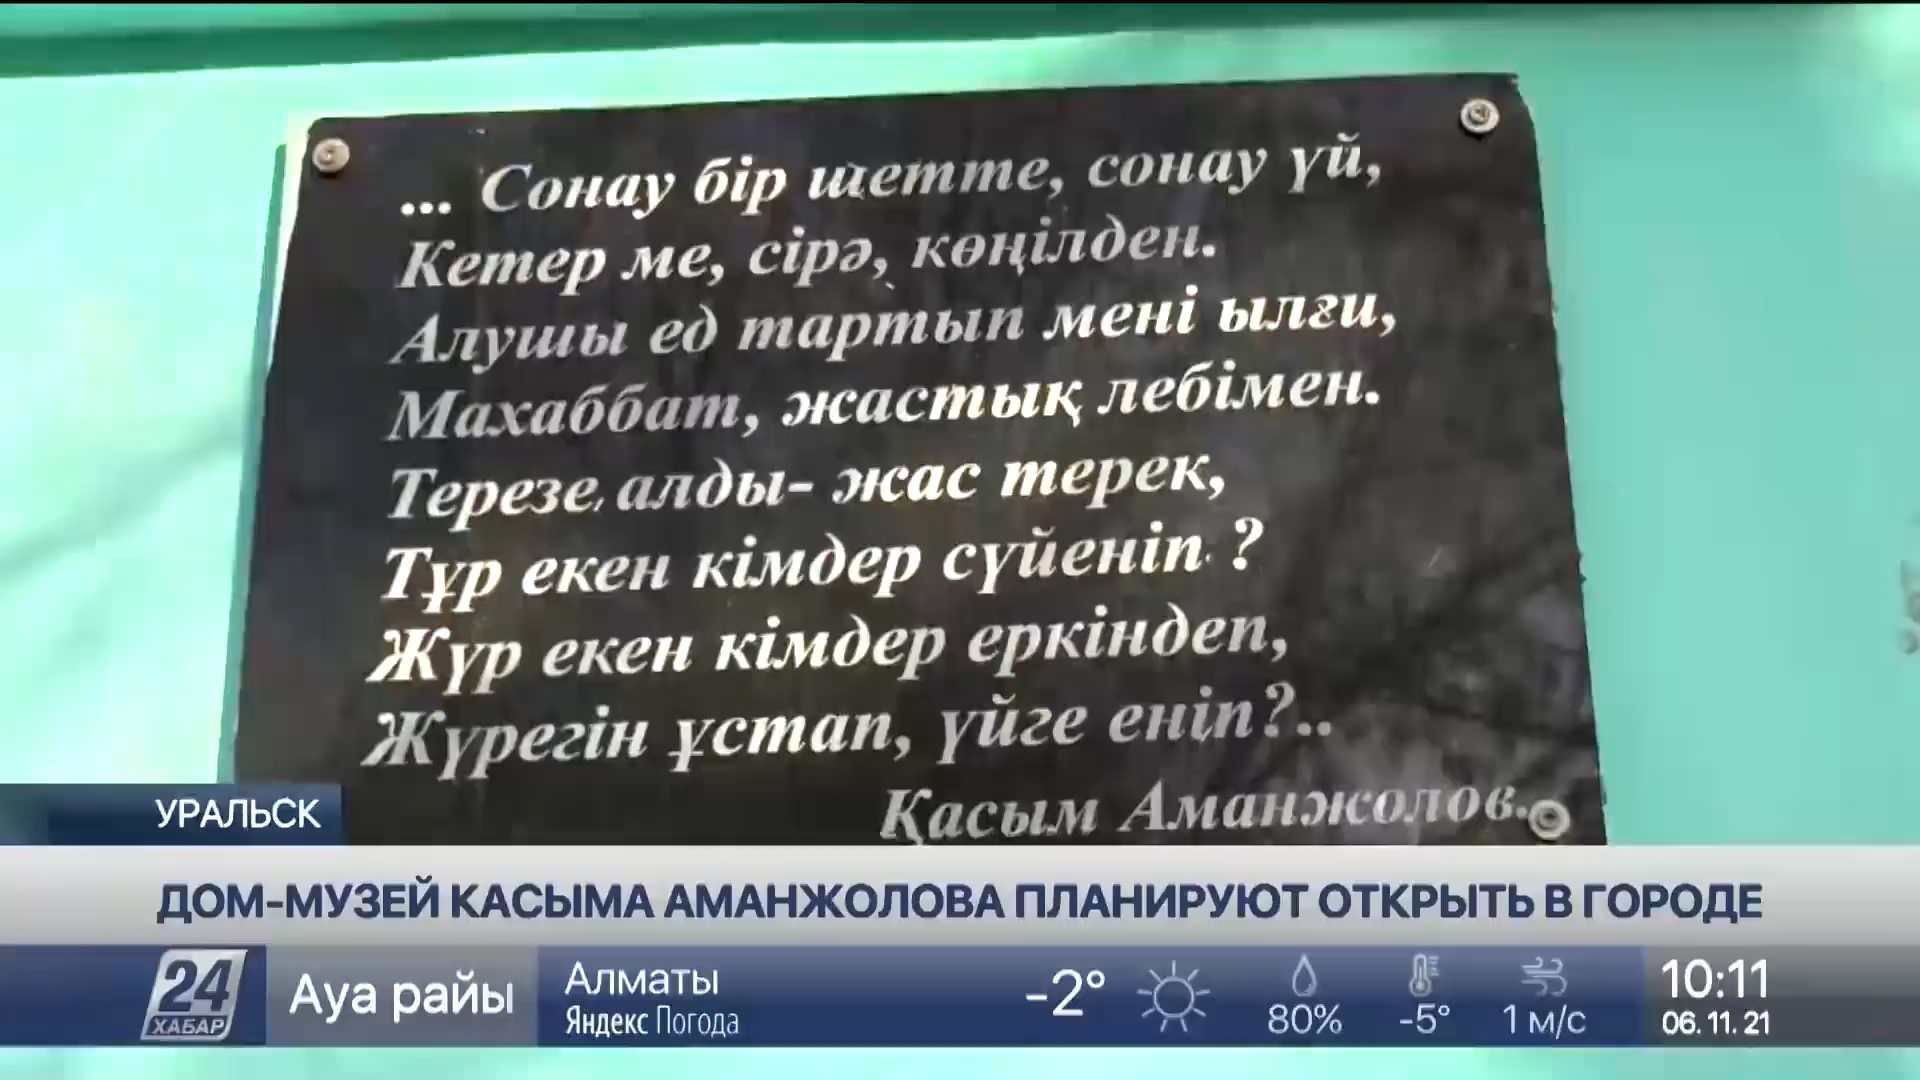 ... Сонау бір шетте, сонау үй,
Кетер ме, сірә, көңілден.
Алушы ед тартып мені ылғи,
Махаббат, жастық лебімен.
Терезе, алды- жас терек,
Тұр екен кімдер сүйеніп ?
Жүр екен кімдер еркіндеп,
Жүрегін ұстап, үйге еніп?..
Қасым Аманжолов.
УРАЛЬСК
ДОМ-МУЗЕЙ КАСЫМА АМАНЖОЛОВА ПЛАНИРУЮТ ОТКРЫТЬ В ГОРОДЕ
24 ХАБАР
Ауа райы
Алматы
Яндекс Погода
-2°
80%
-5°
1 м/с
10:11
06. 11. 21